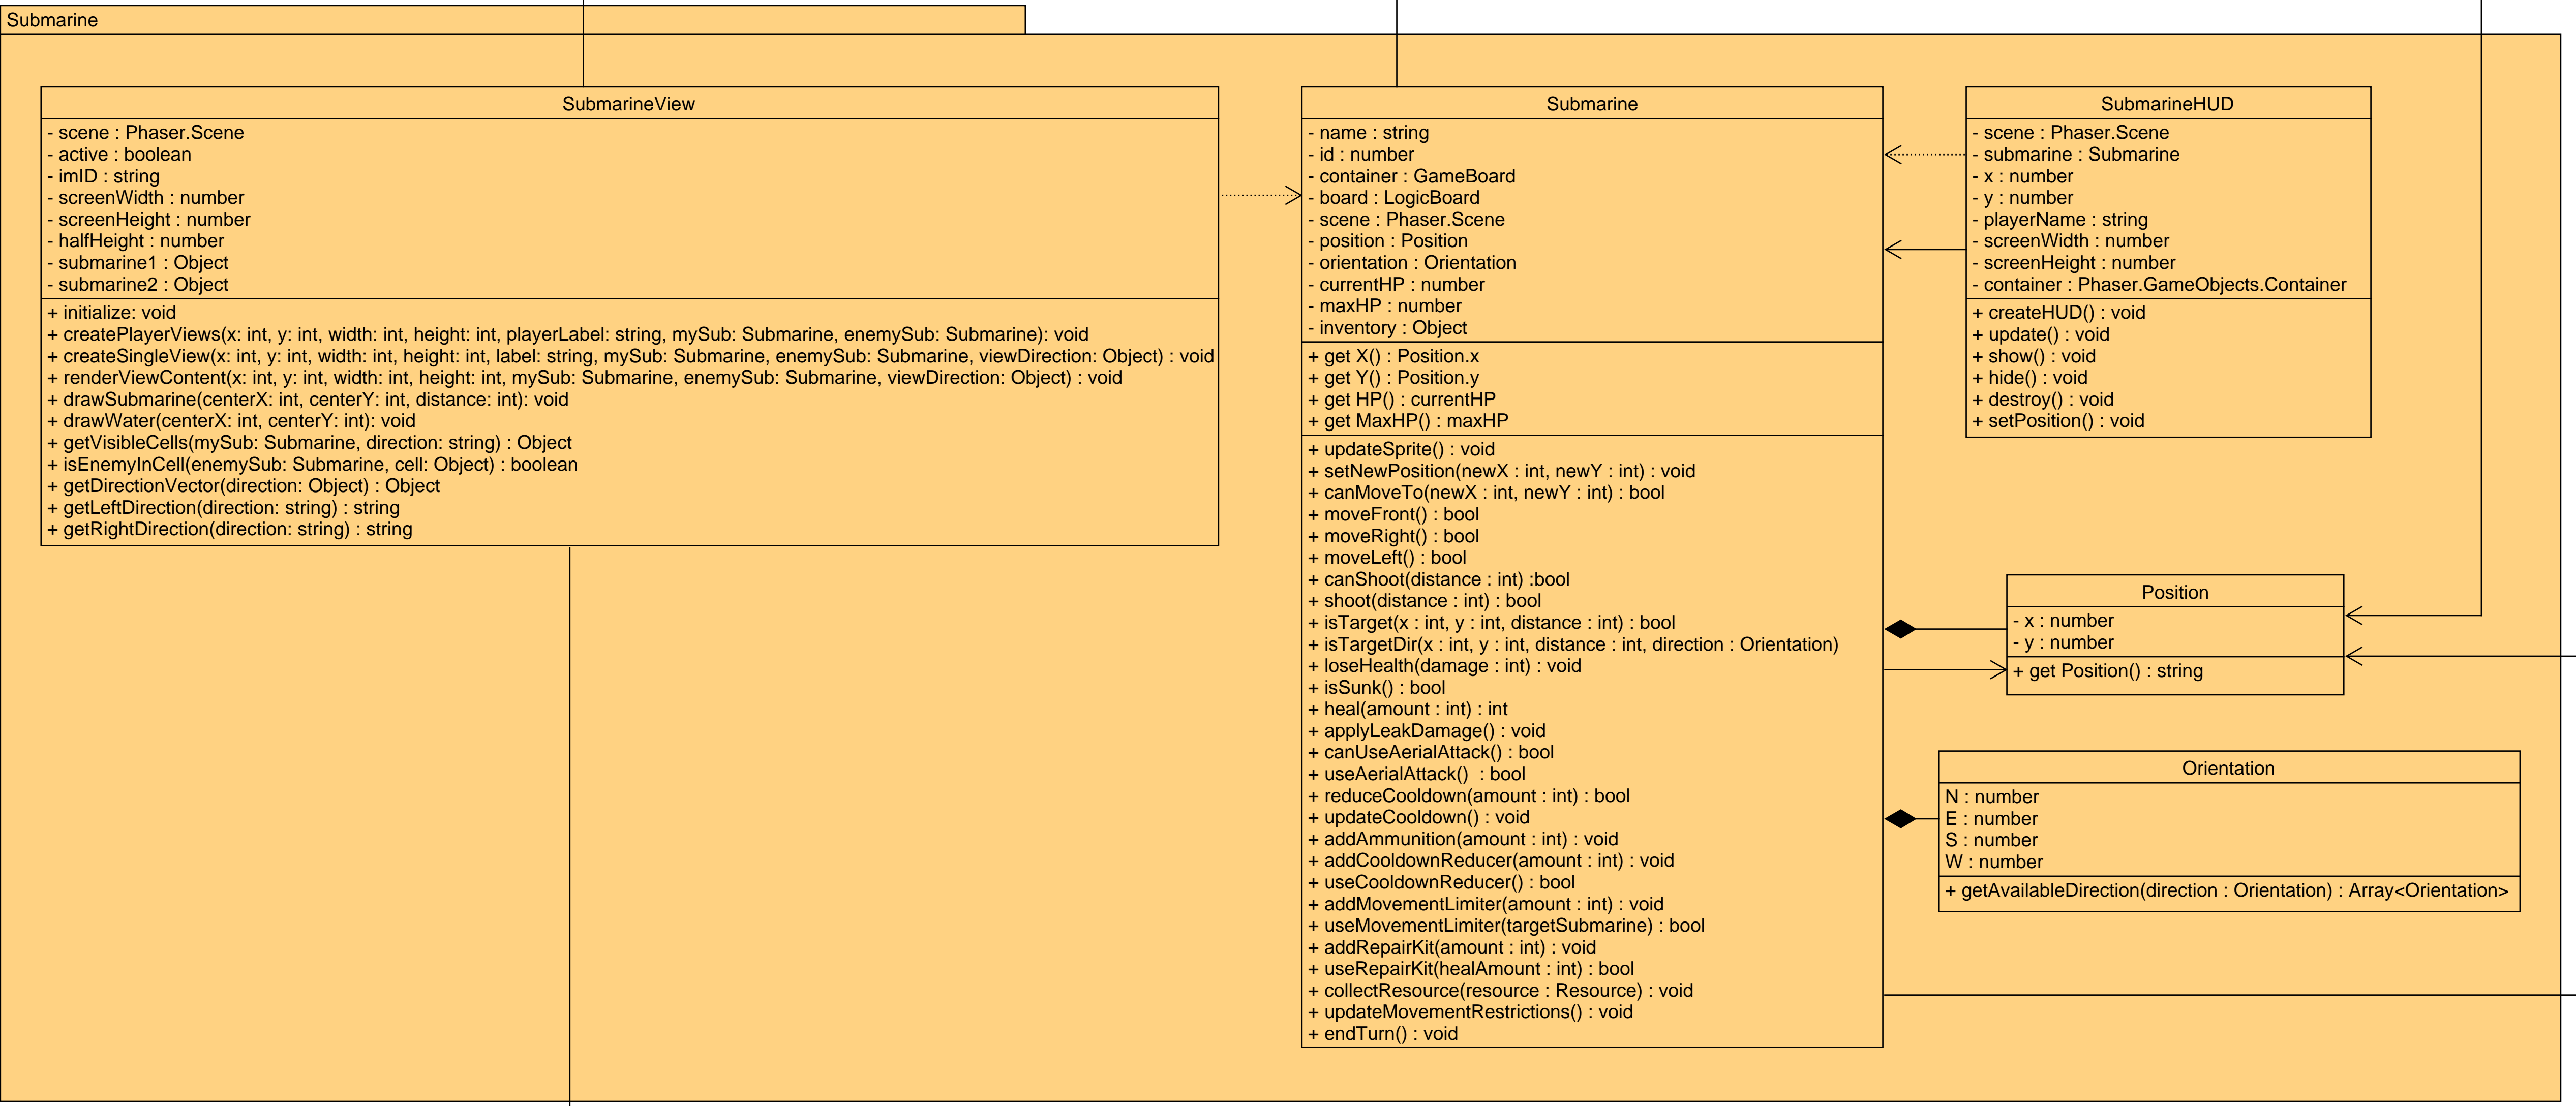 Submarine
SubmarineView
- scene : Phaser.Scene
- active : boolean
- imID : string
- screenWidth : number
- screenHeight : number
- halfHeight : number
- submarine1 : Object
- submarine2 : Object
+ initialize: void
+ createPlayerViews(x: int, y: int, width: int, height: int, playerLabel: string, mySub: Submarine, enemySub: Submarine): void
+ createSingleView(x: int, y: int, width: int, height: int, label: string, mySub: Submarine, enemySub: Submarine, viewDirection: Object) : void
+ renderViewContent(x: int, y: int, width: int, height: int, mySub: Submarine, enemySub: Submarine, viewDirection: Object) : void
+ drawSubmarine(centerX: int, centerY: int, distance: int): void
+ drawWater(centerX: int, centerY: int): void
+ getVisibleCells(mySub: Submarine, direction: string) : Object
+ isEnemyInCell(enemySub: Submarine, cell: Object) : boolean
+ getDirectionVector(direction: Object) : Object
+ getLeftDirection(direction: string) : string
+ getRightDirection(direction: string) : string
Submarine
- name : string
- id : number
- container : GameBoard
- board : LogicBoard
- scene : Phaser.Scene
- position : Position
- orientation : Orientation
- currentHP : number
- maxHP : number
- inventory : Object
+ get X() : Position.x
+ get Y() : Position.y
+ get HP() : currentHP
+ get MaxHP() : maxHP
+ updateSprite() : void
+ setNewPosition(newX : int, newY : int) : void
+ canMoveTo(newX : int, newY : int) : bool
+ moveFront() : bool
+ moveRight() : bool
+ moveLeft() : bool
+ canShoot(distance : int) :bool
+ shoot(distance : int) : bool
+ isTarget(x : int, y : int, distance : int) : bool
+ isTargetDir(x : int, y : int, distance : int, direction : Orientation)
+ loseHealth(damage : int) : void
+ isSunk() : bool
+ heal(amount : int) : int
+ applyLeakDamage() : void
+ canUseAerialAttack() : bool
+ useAerialAttack()  : bool
+ reduceCooldown(amount : int) : bool
+ updateCooldown() : void
+ addAmmunition(amount : int) : void
+ addCooldownReducer(amount : int) : void
+ useCooldownReducer() : bool
+ addMovementLimiter(amount : int) : void
+ useMovementLimiter(targetSubmarine) : bool
+ addRepairKit(amount : int) : void
+ useRepairKit(healAmount : int) : bool
+ collectResource(resource : Resource) : void
+ updateMovementRestrictions() : void
+ endTurn() : void
SubmarineHUD
- scene : Phaser.Scene
- submarine : Submarine
- x : number
- y : number
- playerName : string
- screenWidth : number
- screenHeight : number
- container : Phaser.GameObjects.Container
+ createHUD() : void
+ update() : void
+ show() : void
+ hide() : void
+ destroy() : void
+ setPosition() : void
Position
- x : number
- y : number
+ get Position() : string
Orientation
N : number
E : number
S : number
W : number
+ getAvailableDirection(direction : Orientation) : Array<Orientation>